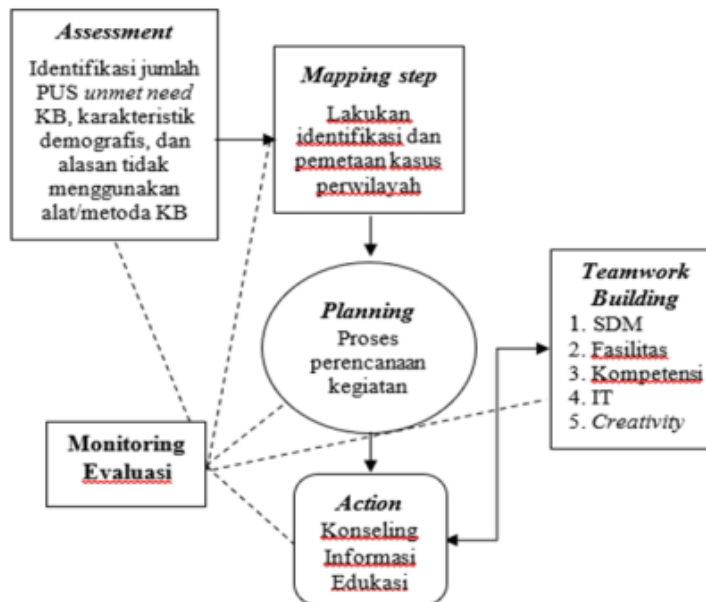 Assessment
Identifikasi jumlah
PUS unmet need
KB, karakteristik
demografis, dan
alasan tidak
menggunakan
alat/metoda KB
Mapping step
Lakukan
identifikasi dan
pemetaan kasus
perwilayah
Planning
Proses
perencanaan
kegiatan
Teamwork
Building
1. SDM
2. Fasilitas
3. Kompetensi
4. IT
5. Creativity
Monitoring
Evaluasi
Action
Konseling
Informasi
Edukasi